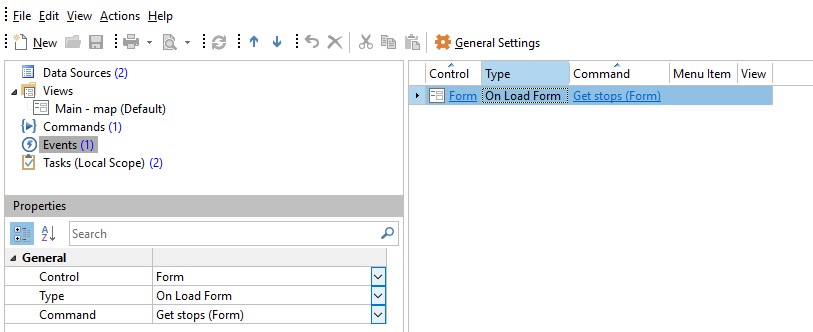 File Edit View Actions Help
New General Settings
Data Sources (2)
Views
Main - map (Default)
Commands (1)
Events (1)
Tasks (Local Scope) (2)
Properties
A
Z
Search
General
Control Form
Type On Load Form
Command Get stops (Form)
Control Type Command Menu Item View
Form On Load Form Get stops (Form)